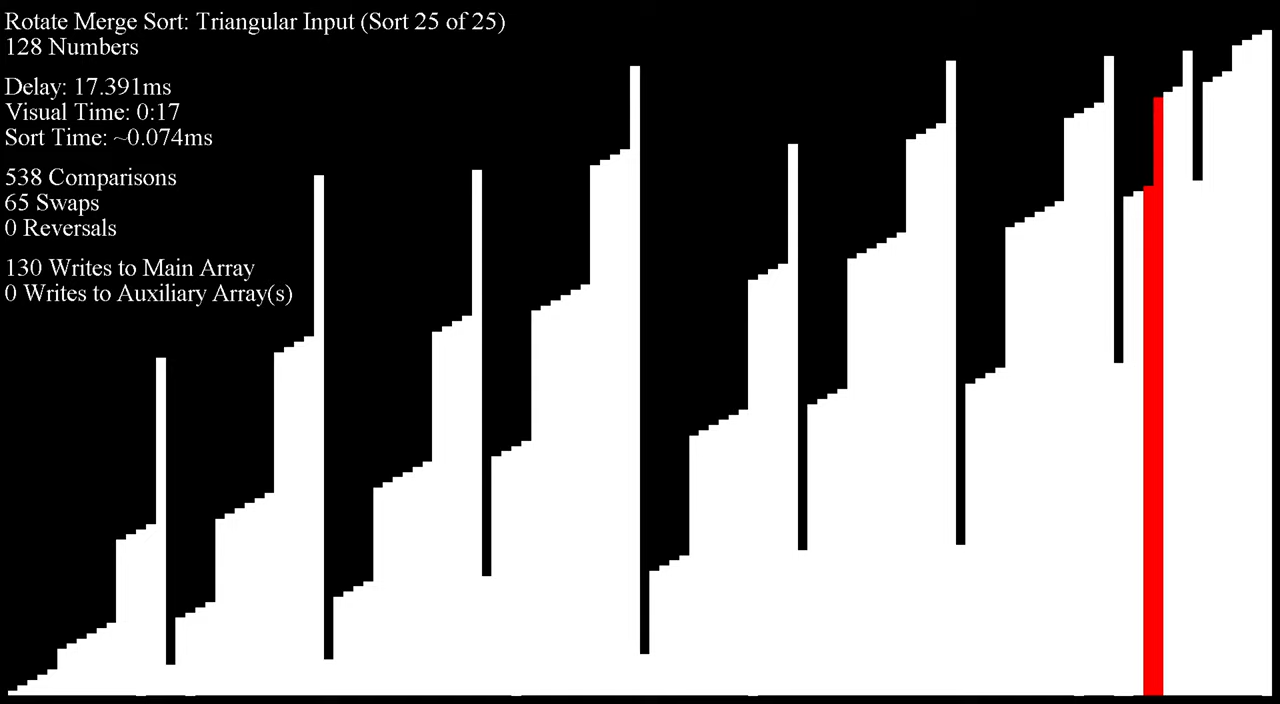 Rotate Merge Sort: Triangular Input (Sort 25 of 25)
128 Numbers
Delay: 17.391ms
Visual Time: 0:17
Sort Time: ~0.074ms
538 Comparisons
65 Swaps
0 Reversals
130 Writes to Main Array
0 Writes to Auxiliary Array(s)